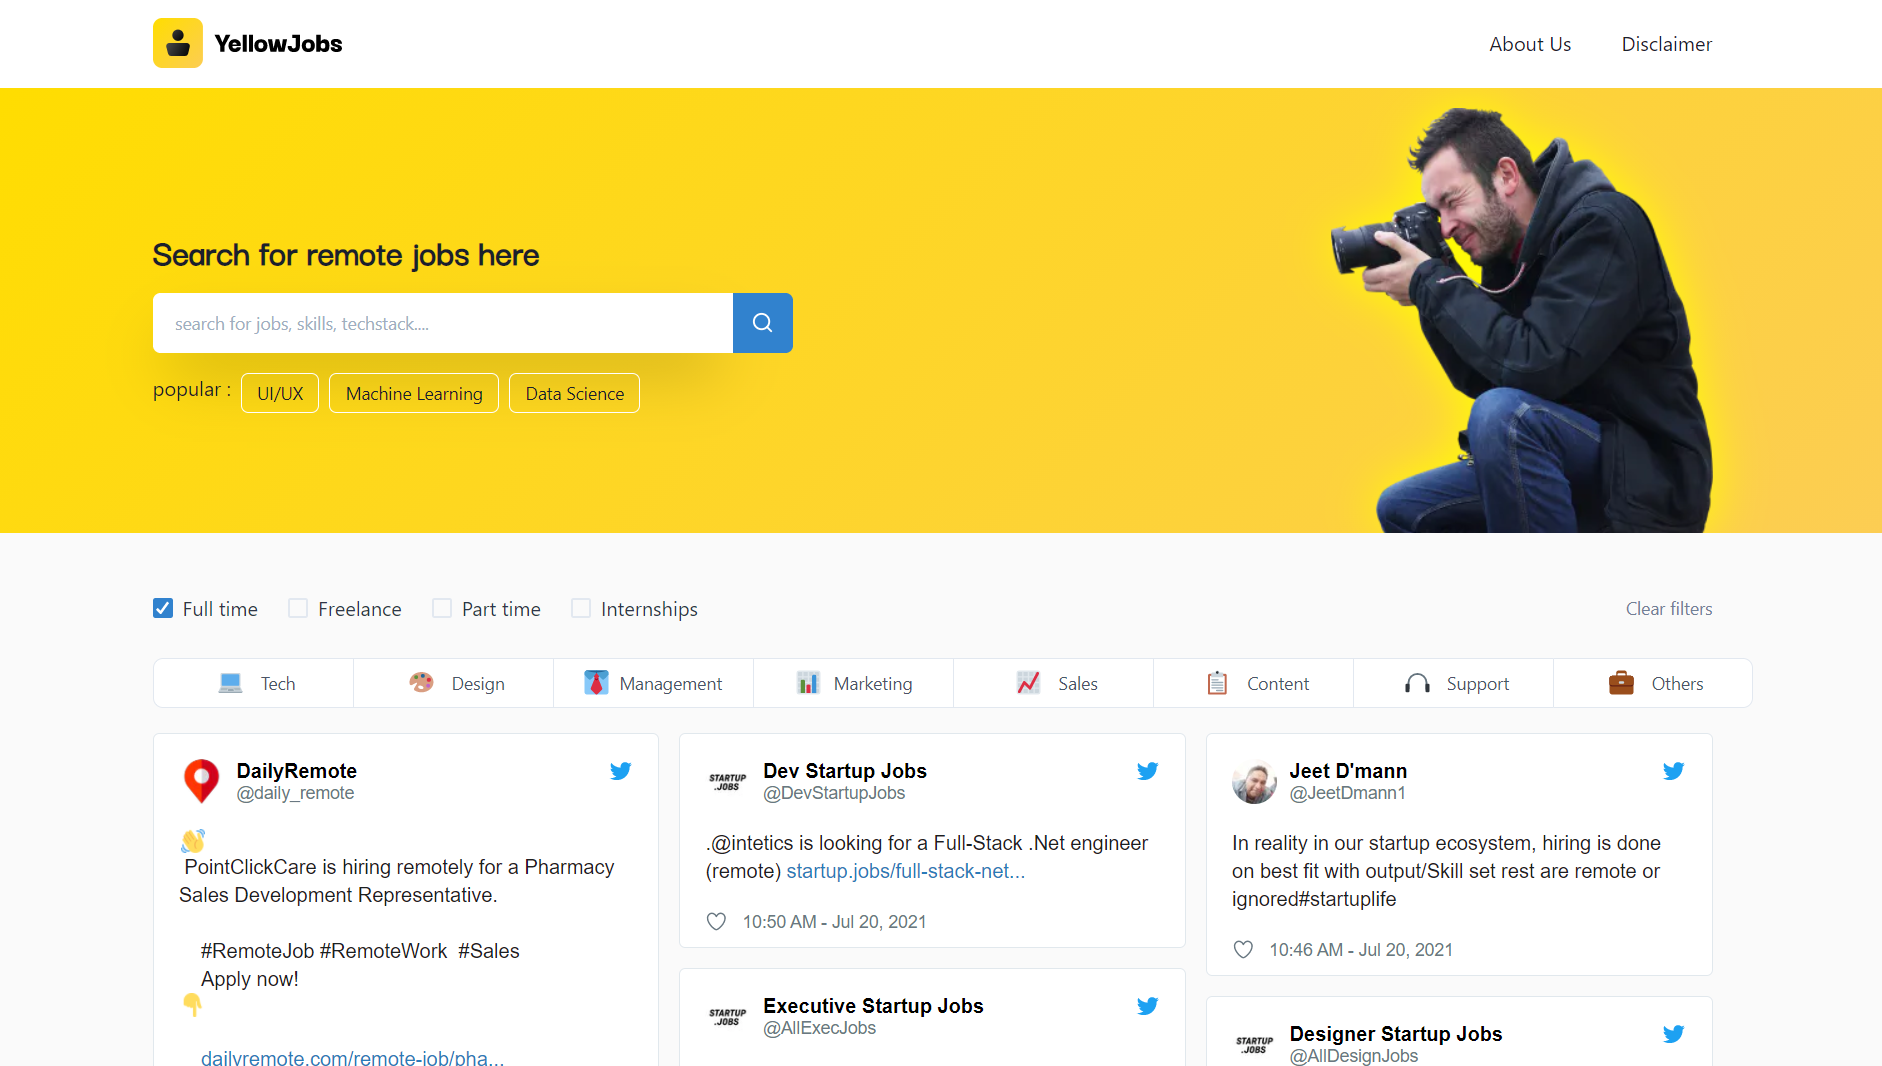 YellowJobs
About Us
Disclaimer
Search for remote jobs here
search for jobs, skills, techstack....
popular :
UI/UX
Machine Learning
Data Science
Full time
Freelance
Part time
Internships
Clear filters
Tech
Design
Management
Marketing
Sales
Content
Support
Others
DailyRemote
@daily_remote
PointClickCare is hiring remotely for a Pharmacy
Sales Development Representative.
#RemoteJob #RemoteWork #Sales
Apply now!
dailyremote.com/remote-job/pha...
STARTUP
.JOBS
Dev Startup Jobs
@DevStartupJobs
.@intetics is looking for a Full-Stack .Net engineer
(remote) startup.jobs/full-stack-net...
10:50 AM - Jul 20, 2021
STARTUP
.JOBS
Executive Startup Jobs
@AllExecJobs
Jeet D'mann
@JeetDmann1
In reality in our startup ecosystem, hiring is done
on best fit with output/Skill set rest are remote or
ignored#startuplife
10:46 AM - Jul 20, 2021
STARTUP
.JOBS
Designer Startup Jobs
@AllDesignJobs